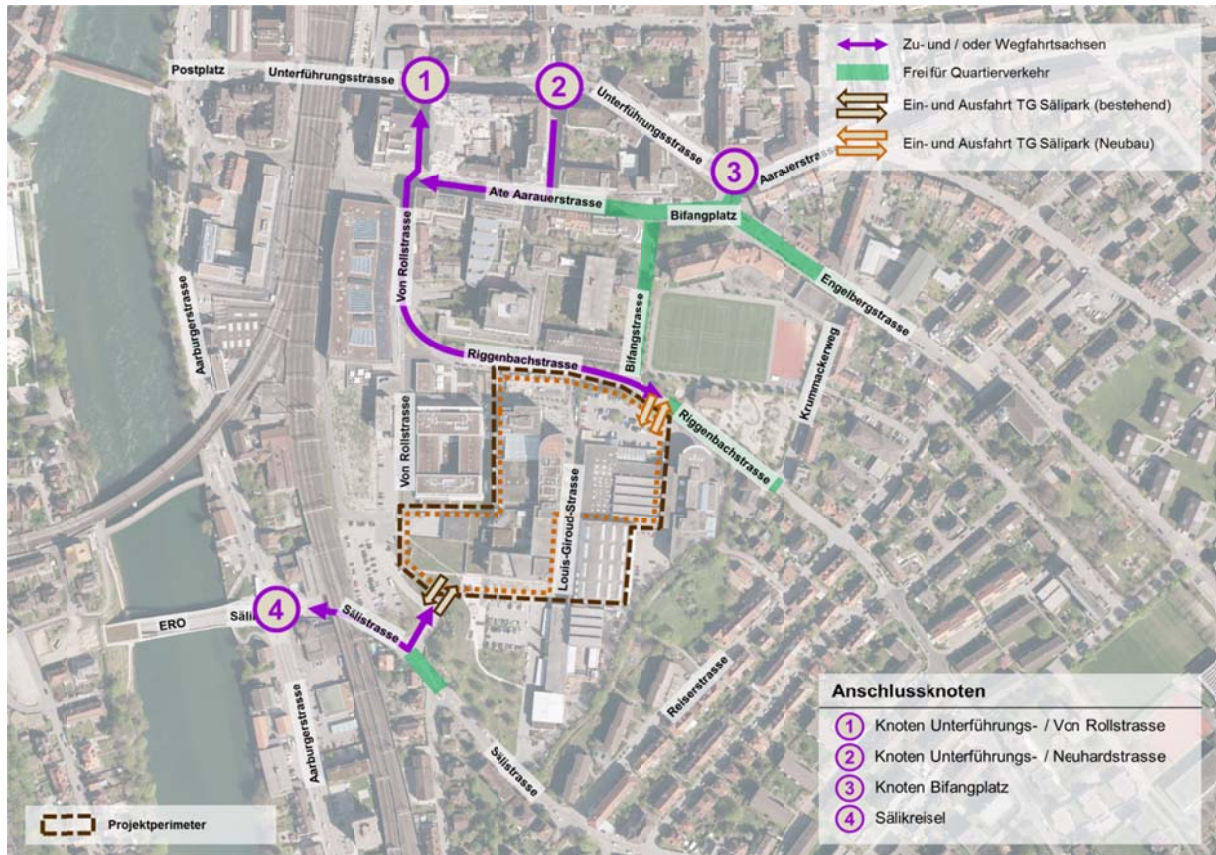 Postplatz
Unterführungsstrasse
1
2
Zu- und / oder Wegfahrtsachsen
Frei für Quartierverkehr
Ein- und Ausfahrt TG Sälipark (bestehend)
Ein- und Ausfahrt TG Sälipark (Neubau)
Unterführungsstrasse
3
Aarauerstrasse
Ate Aarauerstrasse
Bifangplatz
Von Rollstrasse
Aarburgerstrasse
Engelbergstrasse
Bifangstrasse
Krummackerweg
Riggenbachstrasse
Riggenbachstrasse
Von Rollstrasse
Louis-Giroud-Strasse
ERO
4
Sälistrasse
Reiserstrasse
Aarburgerstrasse
Sälistrasse
Projektperimeter
Anschlussknoten
1 Knoten Unterführungs- / Von Rollstrasse
2 Knoten Unterführungs- / Neuhardstrasse
3 Knoten Bifangplatz
4 Sälikreisel